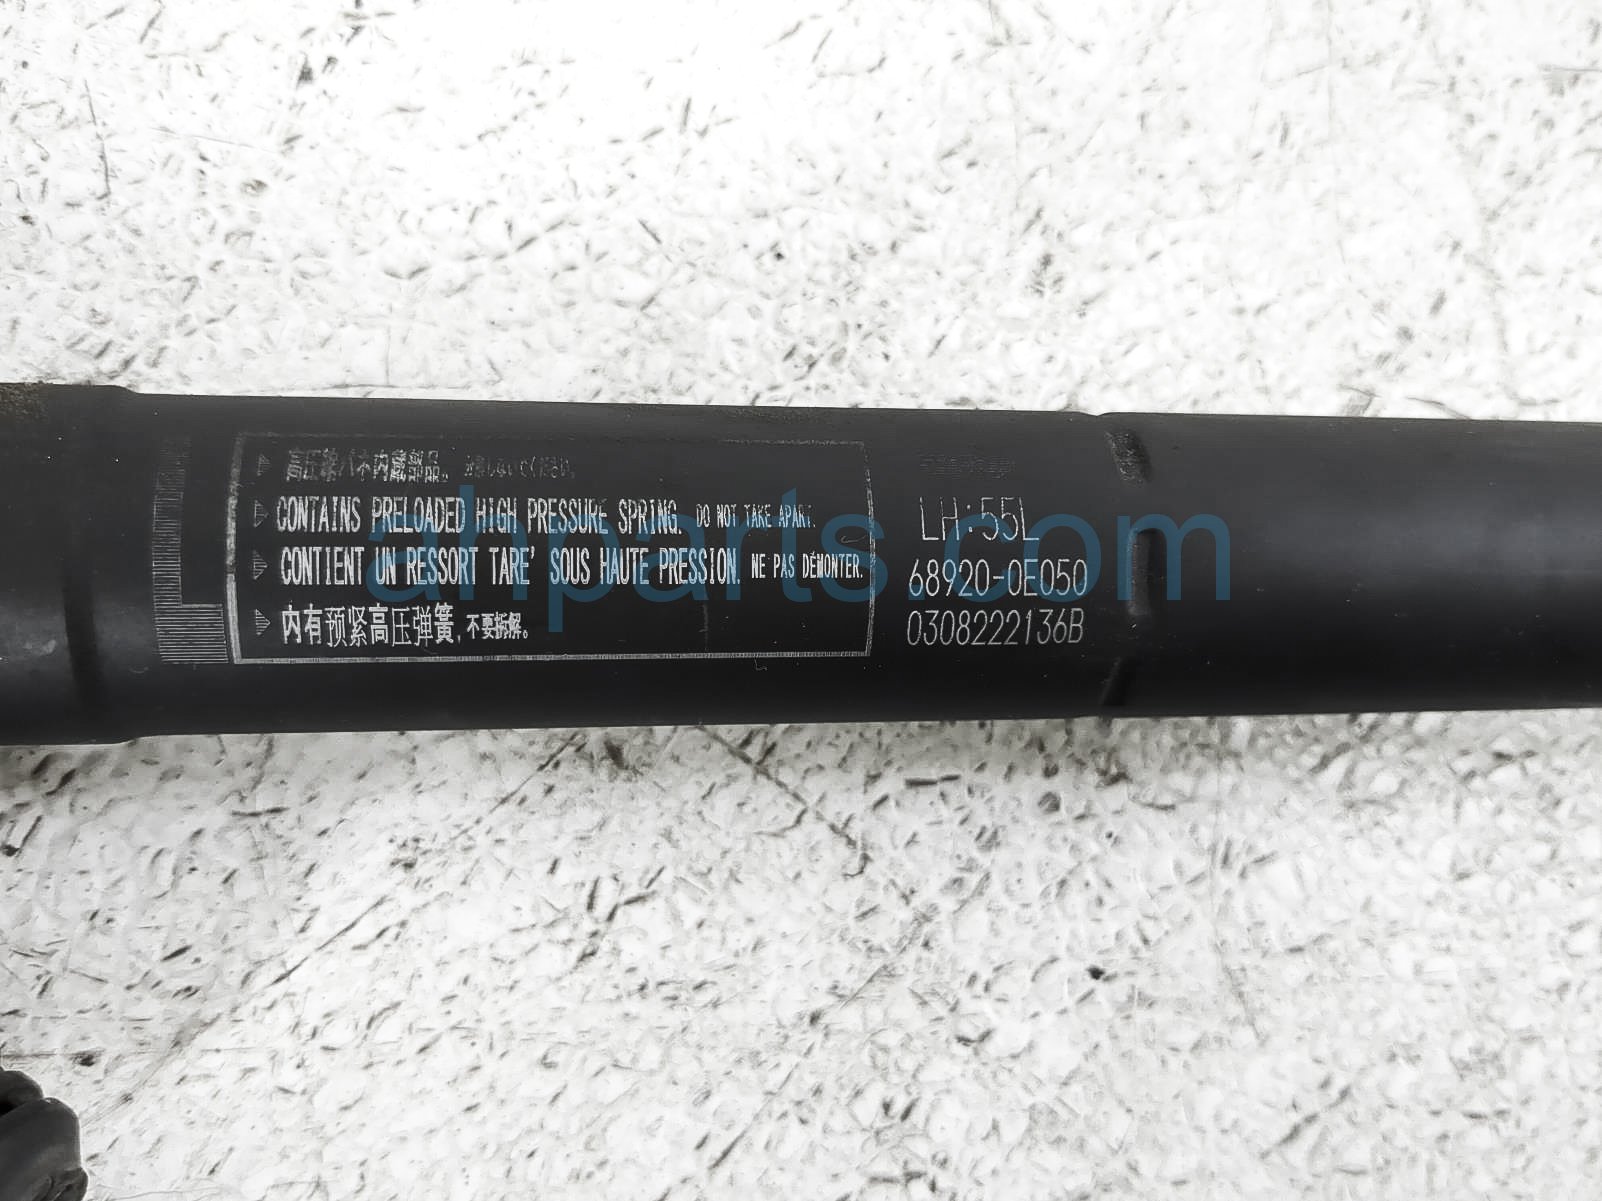 L
高圧縮バネ内蔵部品。
CONTAINS PRELOADED HIGH PRESSURE SPRING. DO NOT TAKE APART.
CONTIENT UN RESSORT TARE' SOUS HAUTE PRESSION. NE PAS DÉMONTER.
内有预紧高压弹簧,不要拆解。
LH:55L
68920-0E050
0308222136B
ahparts.com